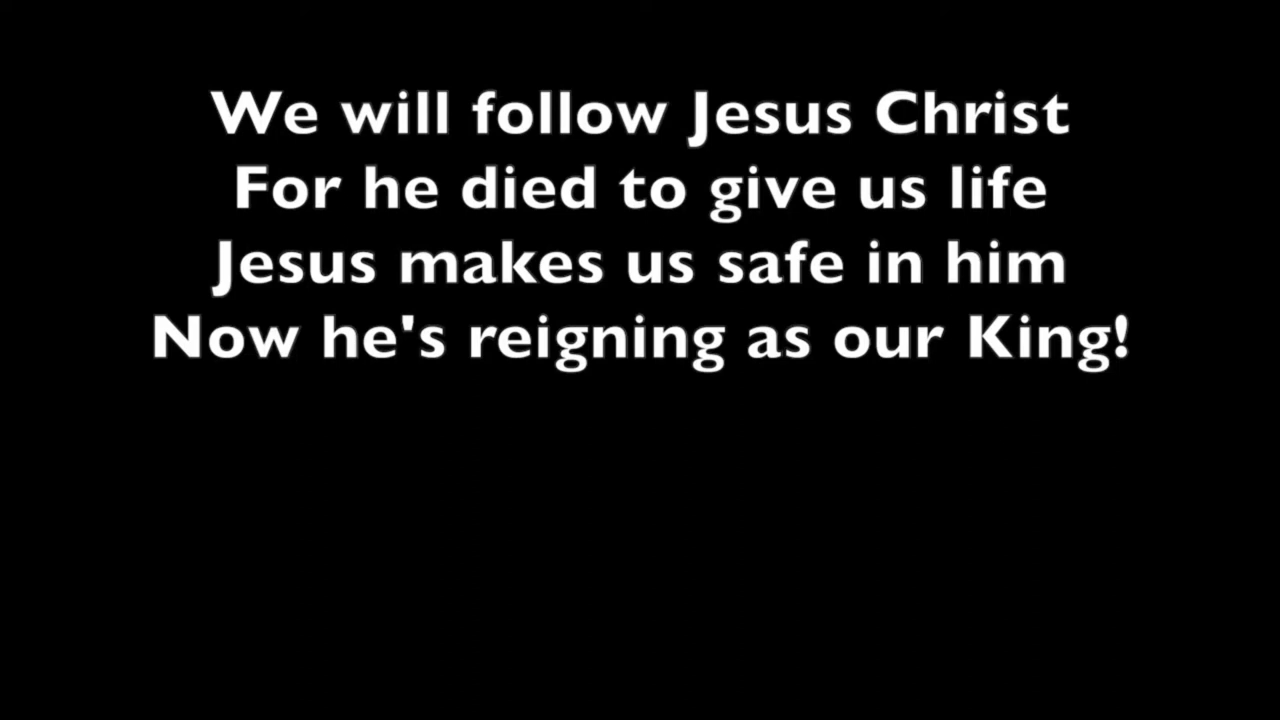 We will follow Jesus Christ
For he died to give us life
Jesus makes us safe in him
Now he's reigning as our King!